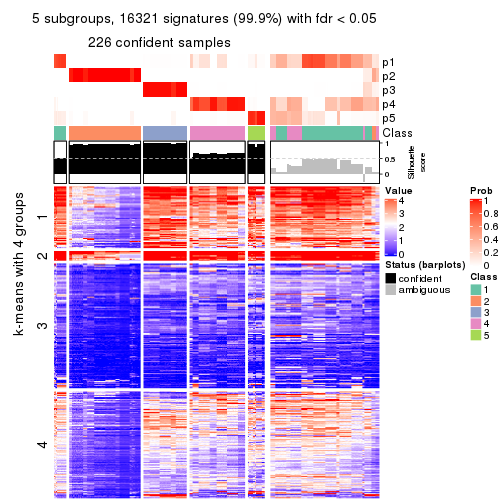 5 subgroups, 16321 signatures (99.9%) with fdr < 0.05
226 confident samples
p1
p2
p3
p4
p5
Class
1
0.5
0
Silhouette
score
k-means with 4 groups
1
2
3
4
Value
4
3
2
1
0
Status (barplots)
confident
ambiguous
Prob
1
0.8
0.6
0.4
0.2
0
Class
1
2
3
4
5